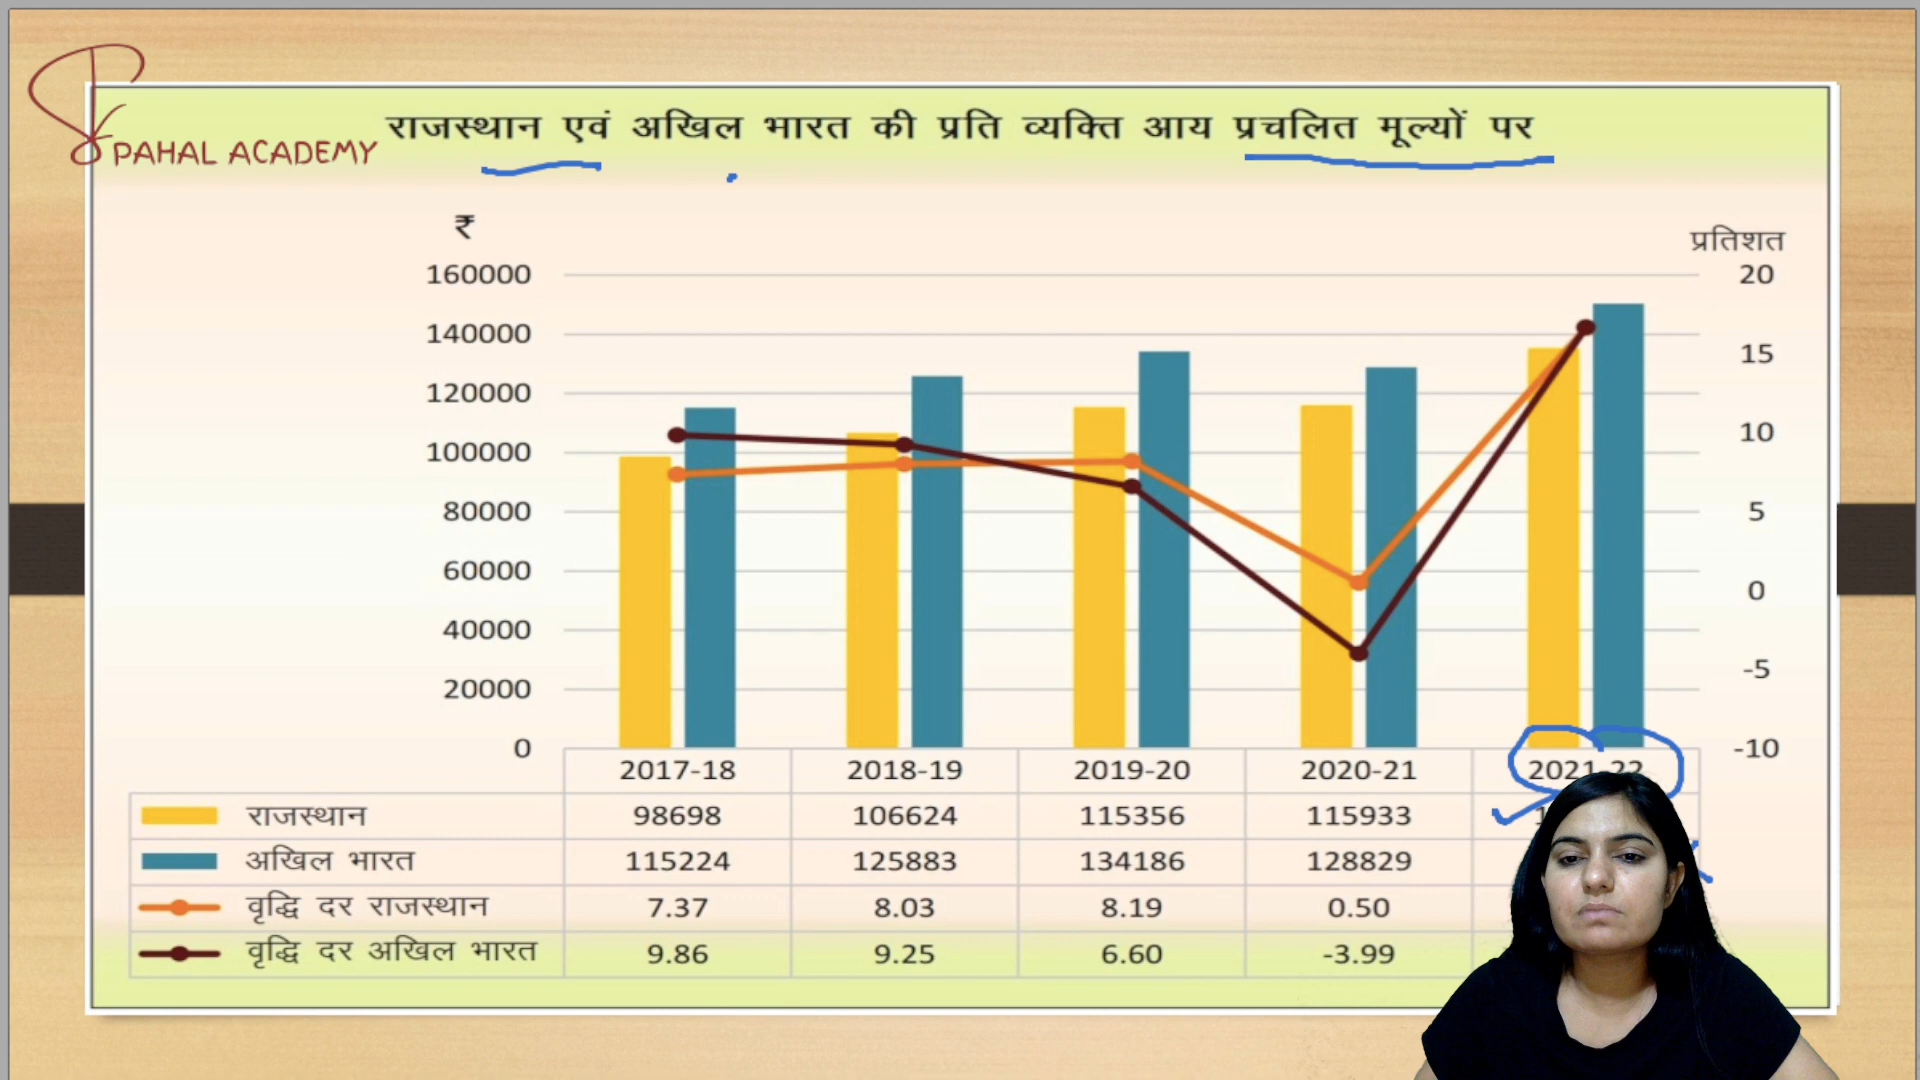 PAHAL ACADEMY
राजस्थान एवं अखिल भारत की प्रति व्यक्ति आय प्रचलित मूल्यों पर
₹
प्रतिशत
160000 20
140000 15
120000
100000 10
80000 5
60000 0
40000 -5
20000
0 -10
2017-18 2018-19 2019-20 2020-21 2021-22
राजस्थान 98698 106624 115356 115933
अखिल भारत 115224 125883 134186 128829
वृद्धि दर राजस्थान 7.37 8.03 8.19 0.50
वृद्धि दर अखिल भारत 9.86 9.25 6.60 -3.99